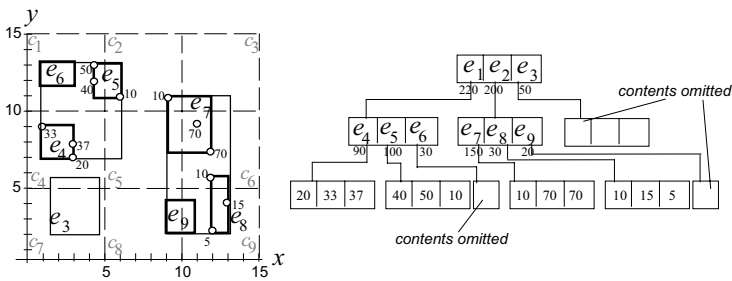 y
15
c1 c2 c3
e6 50 e5
40 10
10
10 e7
70
33
37
e4 20 70
c4 c5 c6
5
10
15
e3 e9 e8
5
c7 c8 c9
5 10 15 x
e1 e2 e3
220 200 50
contents omitted
e4 e5 e6 e7 e8 e9
90 100 30 150 30 20
20 33 37 40 50 10 10 70 70 10 15 5
contents omitted